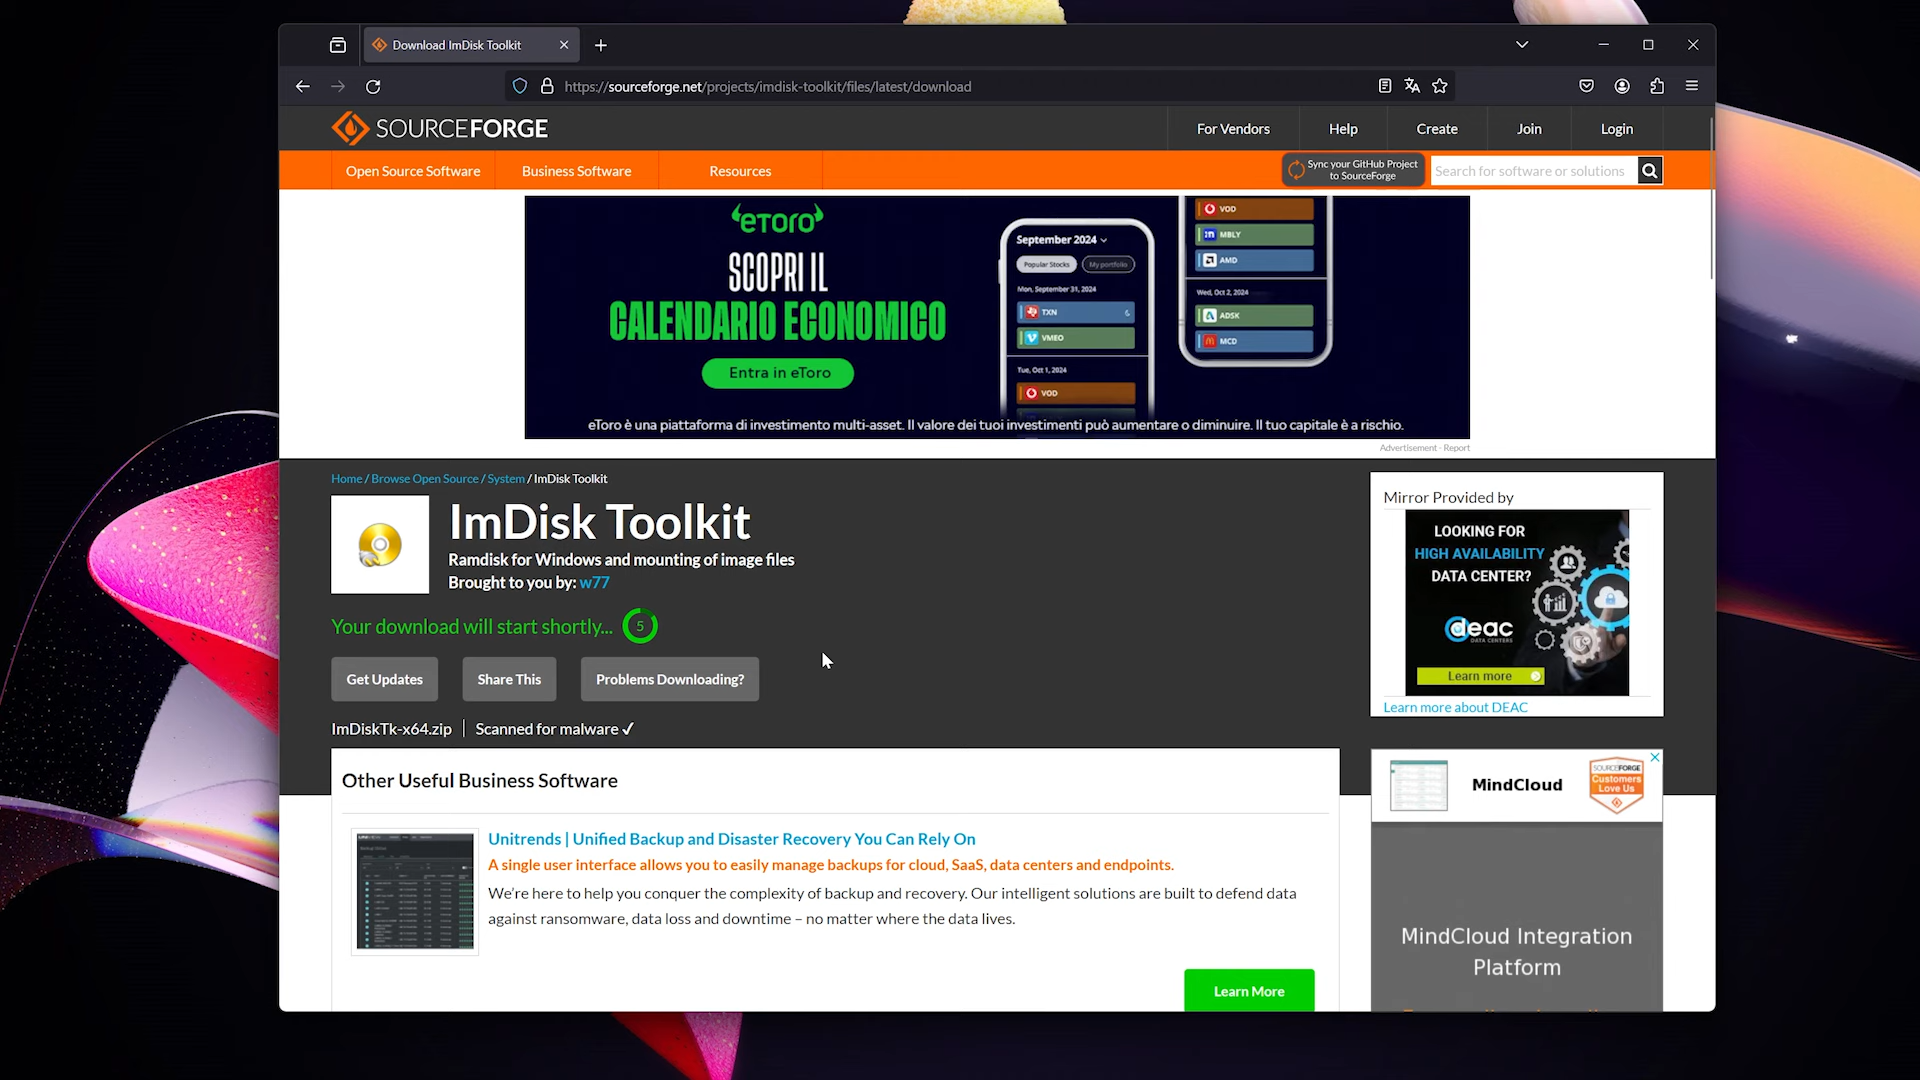 Download ImDisk Toolkit
https://sourceforge.net/projects/imdisk-toolkit/files/latest/download
SOURCEFORGE
For Vendors
Help
Create
Join
Login
Open Source Software
Business Software
Resources
Sync your GitHub Project
to SourceForge
Search for software or solutions
eTORO
SCOPRI IL
CALENDARIO ECONOMICO
Entra in eToro
September 2024
Popular Stocks
My portfolio
Mon, September 31, 2024
TXN
VMEO
Tue, Oct 1, 2024
VOD
VOD
MBLY
AMD
Wed, Oct 2, 2024
ADSK
MCD
eToro è una piattaforma di investimento multi-asset. Il valore dei tuoi investimenti può aumentare o diminuire. Il tuo capitale è a rischio.
Advertisement - Report
Home / Browse Open Source / System / ImDisk Toolkit
ImDisk Toolkit
Ramdisk for Windows and mounting of image files
Brought to you by: w77
Your download will start shortly... 5
Get Updates
Share This
Problems Downloading?
ImDiskTk-x64.zip
Scanned for malware ✓
Mirror Provided by
LOOKING FOR
HIGH AVAILABILITY
DATA CENTER?
deac
DATA CENTERS
Learn more
Learn more about DEAC
Other Useful Business Software
Unitrends | Unified Backup and Disaster Recovery You Can Rely On
A single user interface allows you to easily manage backups for cloud, SaaS, data centers and endpoints.
We're here to help you conquer the complexity of backup and recovery. Our intelligent solutions are built to defend data
against ransomware, data loss and downtime – no matter where the data lives.
Learn More
MindCloud
SOURCEFORGE
Customers
Love Us
MindCloud Integration
Platform